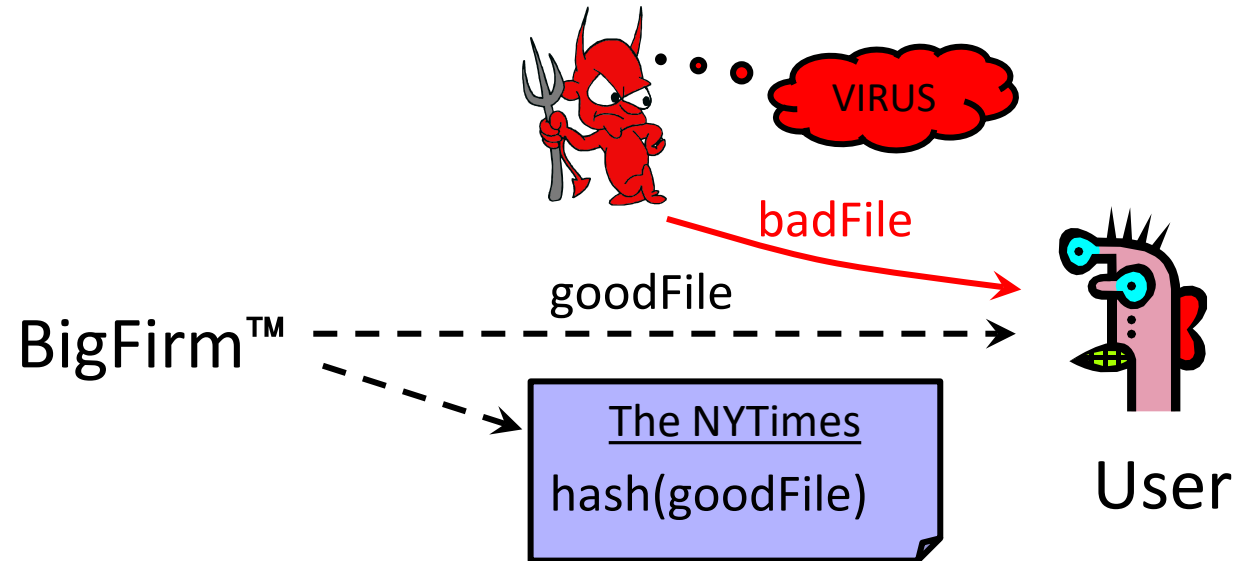 VIRUS
badFile
goodFile
BigFirm™
The NYTimes
hash(goodFile)
User